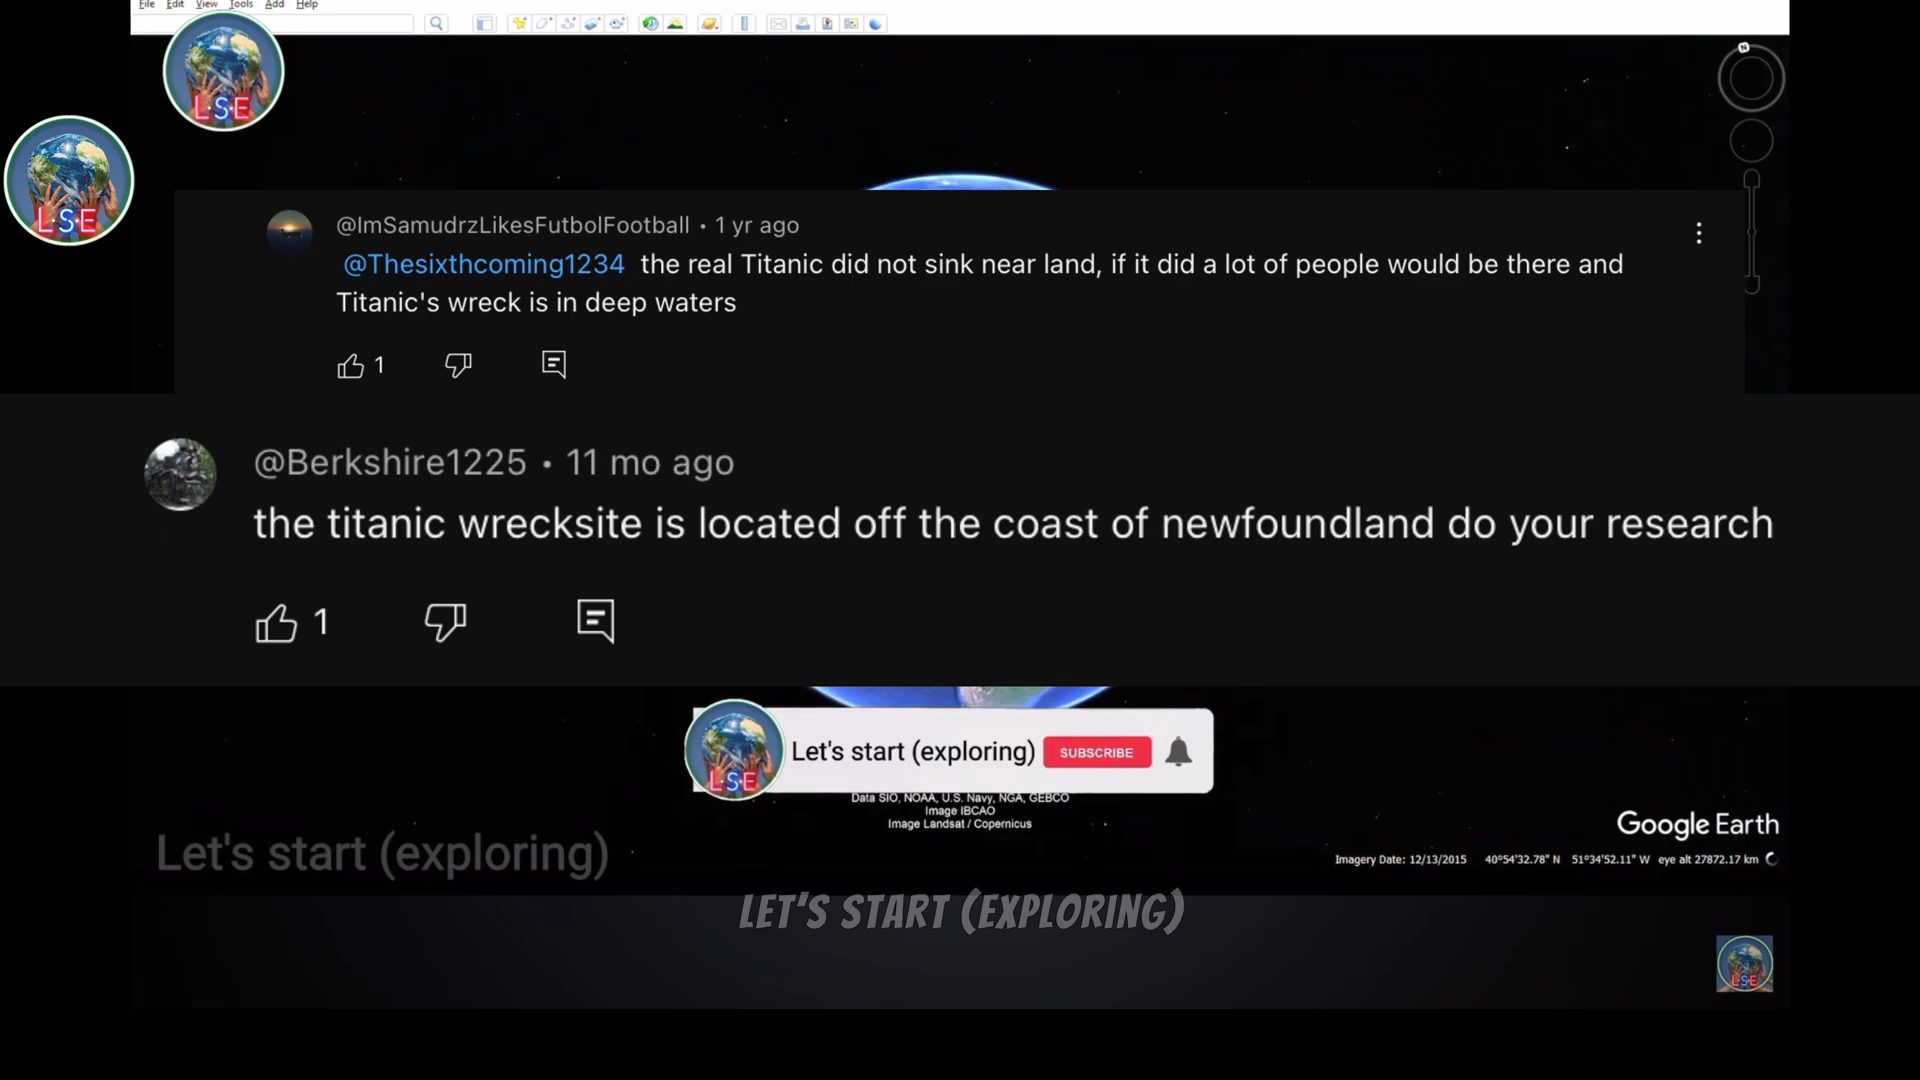 File Edit View Tools Add Help
LSE
N
LSE
@ImSamudrzLikesFutbolFootball • 1 yr ago
@Thesixthcoming1234 the real Titanic did not sink near land, if it did a lot of people would be there and
Titanic's wreck is in deep waters
1
@Berkshire1225 • 11 mo ago
the titanic wrecksite is located off the coast of newfoundland do your research
1
LSE
Let's start (exploring) SUBSCRIBE
Data SIO, NOAA, U.S. Navy, NGA, GEBCO
Image IBCAO
Image Landsat / Copernicus
Google Earth
Let's start (exploring)
Imagery Date: 12/13/2015 40°54'32.78" N 51°34'52.11" W eye alt 27872.17 km
LET'S START (EXPLORING)
LSE